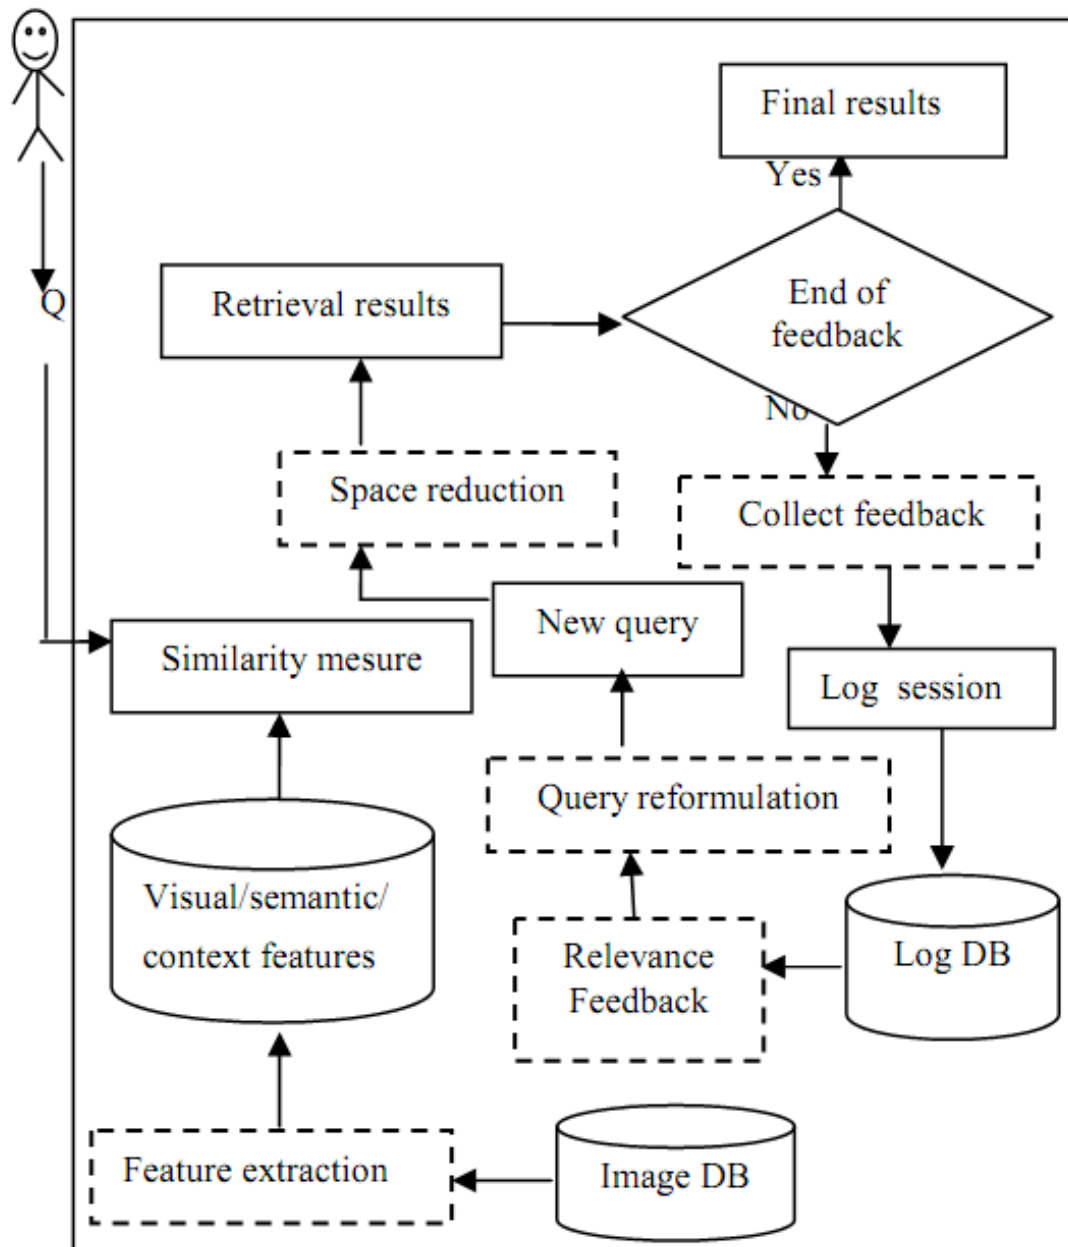 Final results
Yes
End of
feedback
Q
Retrieval results
No
Space reduction
Collect feedback
New query
Similarity mesure
Log session
Query reformulation
Visual/semantic/
context features
Relevance
Feedback
Log DB
Feature extraction
Image DB